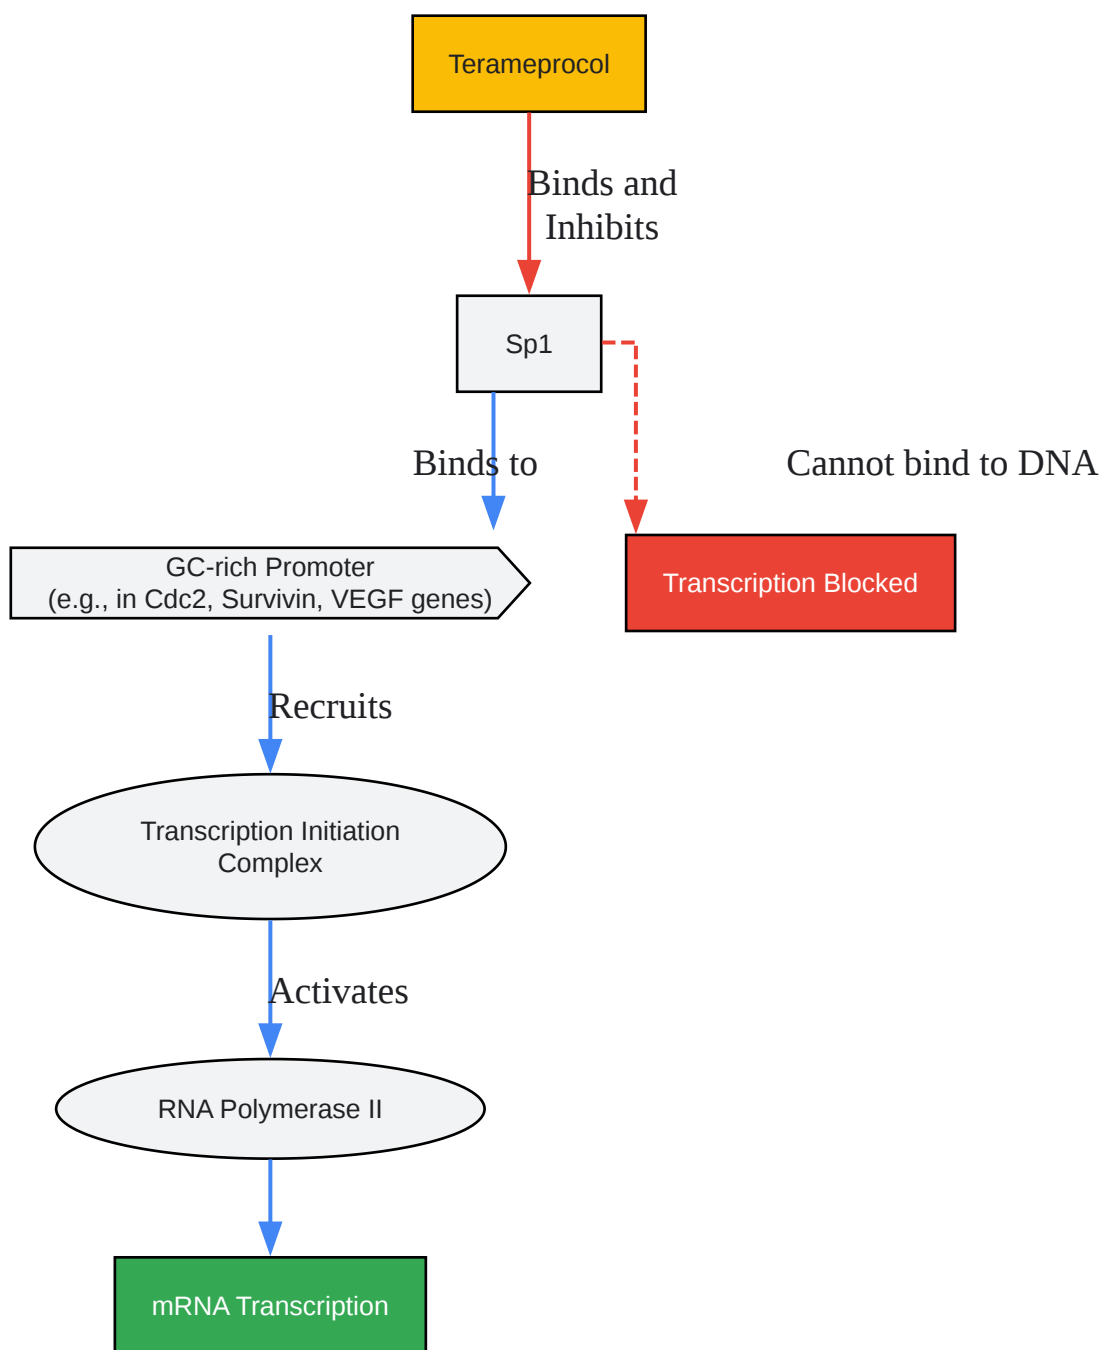 Terameprocol
Binds and
Inhibits
Sp1
Binds to
Cannot bind to DNA
GC-rich Promoter
(e.g., in Cdc2, Survivin, VEGF genes)
Transcription Blocked
Recruits
Transcription Initiation
Complex
Activates
RNA Polymerase II
mRNA Transcription